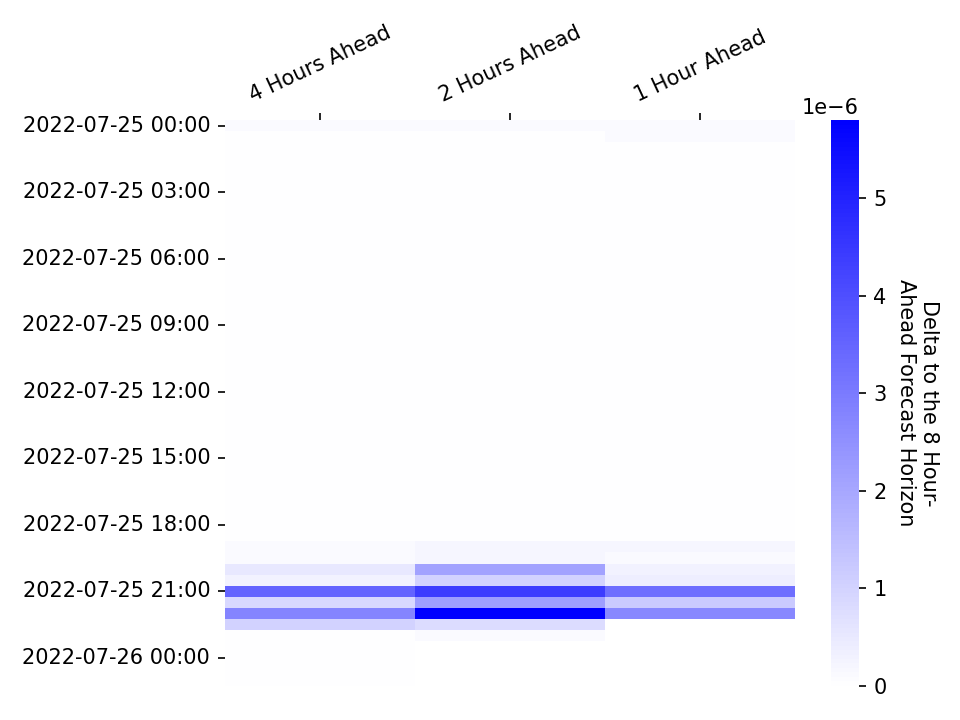 4 Hours Ahead
2 Hours Ahead
1 Hour Ahead
1e−6
2022-07-25 00:00
2022-07-25 03:00
2022-07-25 06:00
2022-07-25 09:00
2022-07-25 12:00
2022-07-25 15:00
2022-07-25 18:00
2022-07-25 21:00
2022-07-26 00:00
5
4
3
2
1
0
Delta to the 8 Hour-
Ahead Forecast Horizon